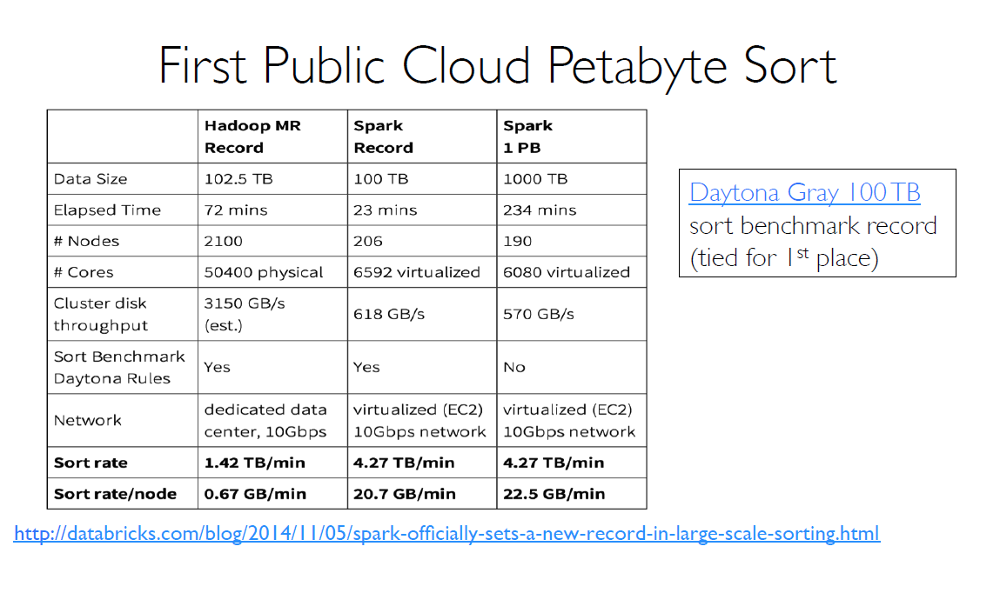 First Public Cloud Petabyte Sort
Hadoop MR Record Spark Record Spark 1 PB
Data Size 102.5 TB 100 TB 1000 TB
Elapsed Time 72 mins 23 mins 234 mins
# Nodes 2100 206 190
# Cores 50400 physical 6592 virtualized 6080 virtualized
Cluster disk throughput 3150 GB/s (est.) 618 GB/s 570 GB/s
Sort Benchmark Daytona Rules Yes Yes No
Network dedicated data center, 10Gbps virtualized (EC2) 10Gbps network virtualized (EC2) 10Gbps network
Sort rate 1.42 TB/min 4.27 TB/min 4.27 TB/min
Sort rate/node 0.67 GB/min 20.7 GB/min 22.5 GB/min
Daytona Gray 100 TB
sort benchmark record
(tied for 1st place)
http://databricks.com/blog/2014/11/05/spark-officially-sets-a-new-record-in-large-scale-sorting.html